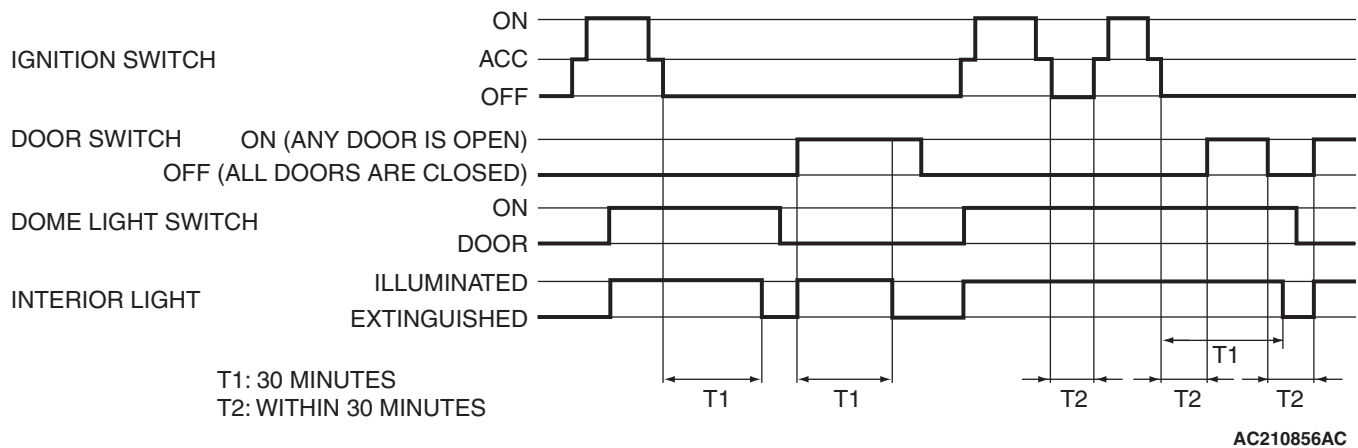 ON
IGNITION SWITCH ACC
OFF
DOOR SWITCH ON (ANY DOOR IS OPEN)
OFF (ALL DOORS ARE CLOSED)
ON
DOME LIGHT SWITCH
DOOR
ILLUMINATED
INTERIOR LIGHT
EXTINGUISHED
T1
T1: 30 MINUTES
T1 T1 T2 T2 T2
T2: WITHIN 30 MINUTES
AC210856AC